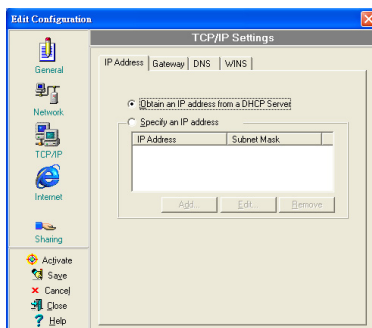 Edit Configuration
TCP/IP Settings
General
Network
TCP/IP
Internet
Sharing
Activate
Save
Cancel
Close
Help
IP Address
Gateway
DNS
WINS
Obtain an IP address from a DHCP Server
Specify an IP address
IP Address
Subnet Mask
Add...
Edit...
Remove